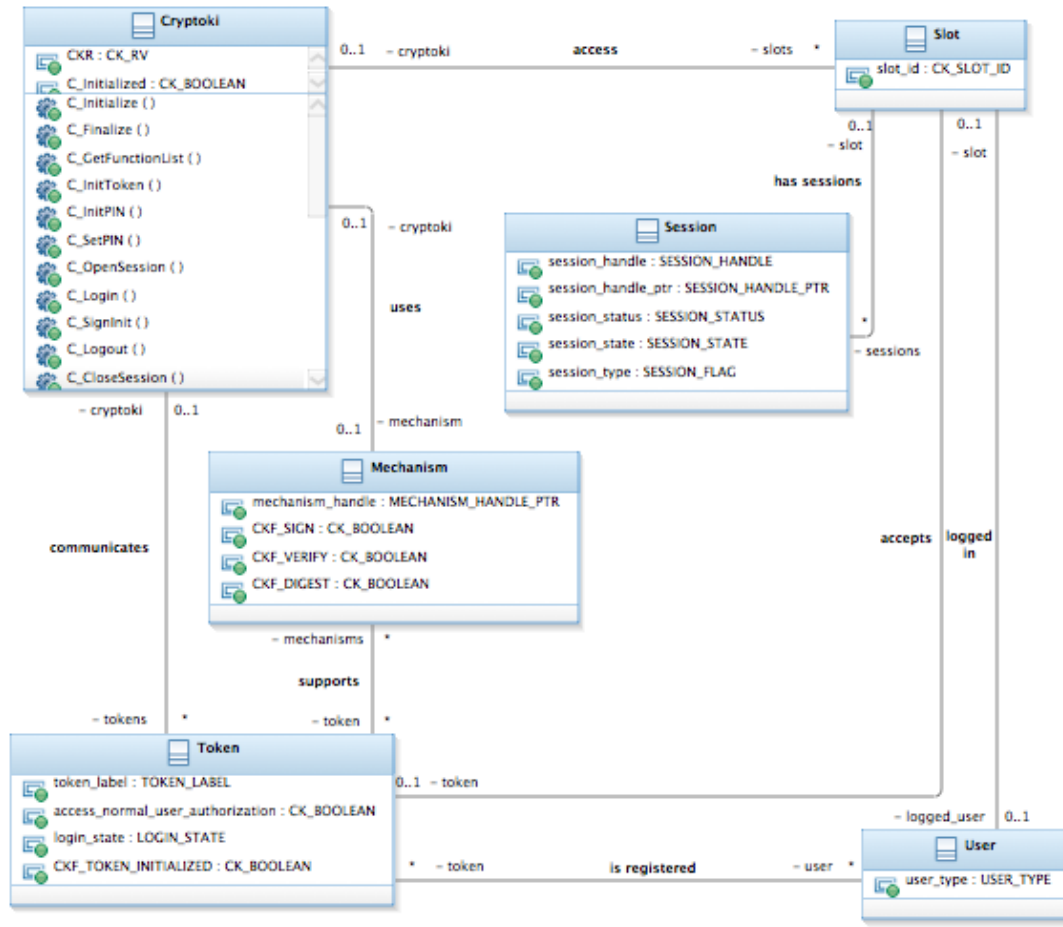 Cryptoki
CKR : CK_RV
C_Initialized : CK_BOOLEAN
C_Initialize ( )
C_Finalize ( )
C_GetFunctionList ( )
C_InitToken ( )
C_InitPIN ( )
C_SetPIN ( )
C_OpenSession ( )
C_Login ( )
C_SignInit ( )
C_Logout ( )
C_CloseSession ( )
0..1 - cryptoki access - slots *
Slot
slot_id : CK_SLOT_ID
0..1
- slot
0..1
- slot
has sessions
Session
session_handle : SESSION_HANDLE
session_handle_ptr : SESSION_HANDLE_PTR
session_status : SESSION_STATUS
session_state : SESSION_STATE
session_type : SESSION_FLAG
*
- sessions
0..1 - cryptoki
uses
- mechanism
0..1
- cryptoki 0..1
Mechanism
mechanism_handle : MECHANISM_HANDLE_PTR
CKF_SIGN : CK_BOOLEAN
CKF_VERIFY : CK_BOOLEAN
CKF_DIGEST : CK_BOOLEAN
communicates
accepts
logged
in
- mechanisms *
supports
- tokens *
- token *
Token
token_label : TOKEN_LABEL
access_normal_user_authorization : CK_BOOLEAN
login_state : LOGIN_STATE
CKF_TOKEN_INITIALIZED : CK_BOOLEAN
0..1 - token
- logged_user 0..1
User
user_type : USER_TYPE
* - token is registered - user *